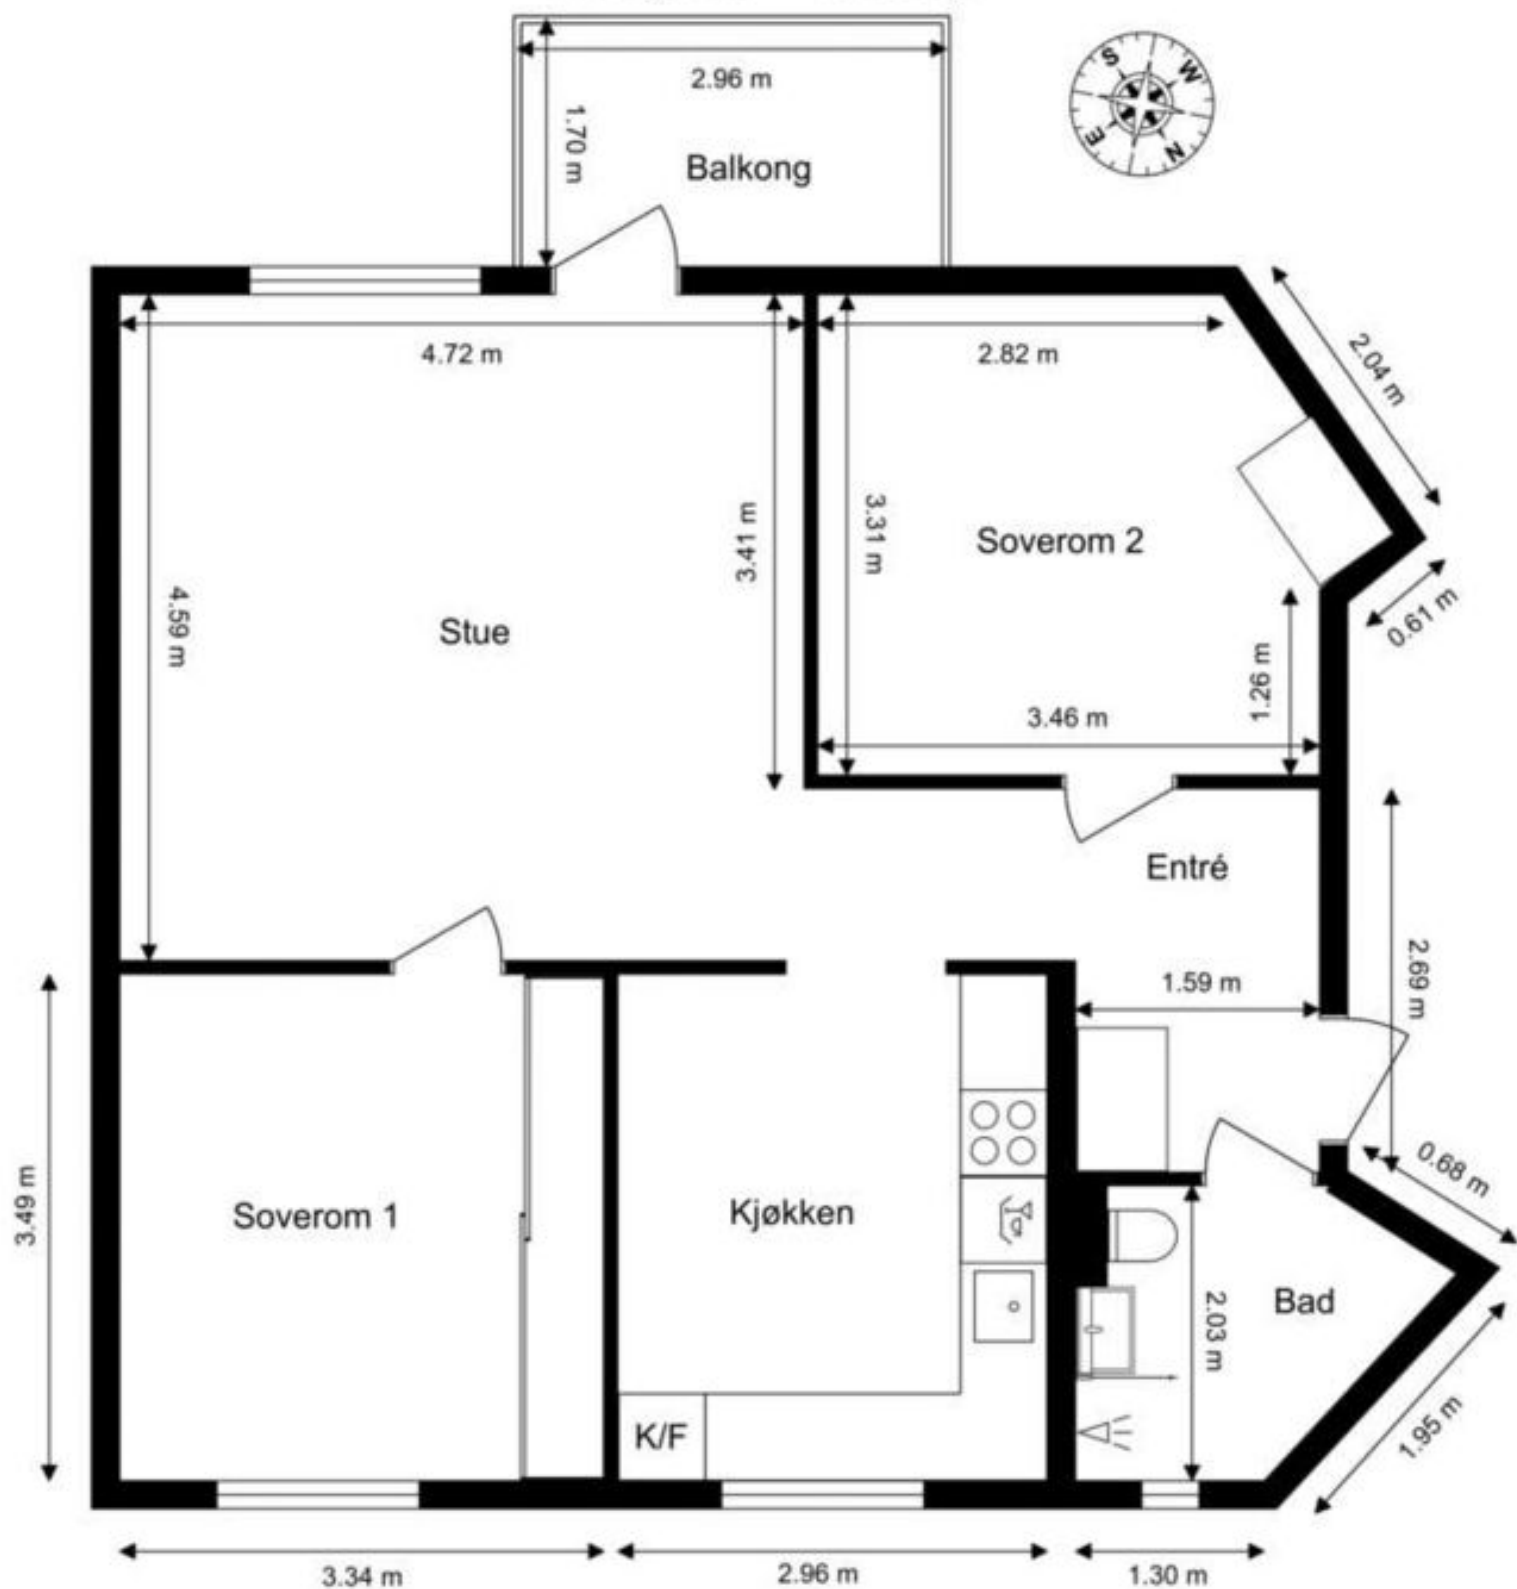 2.96 m
1.70 m
Balkong
S
W
E
N
4.72 m
2.82 m
2.04 m
3.41 m
3.31 m
Soverom 2
4.59 m
Stue
0.61 m
1.26 m
3.46 m
Entré
2.69 m
1.59 m
0.68 m
3.49 m
Soverom 1
Kjøkken
2.03 m
Bad
1.95 m
K/F
3.34 m
2.96 m
1.30 m